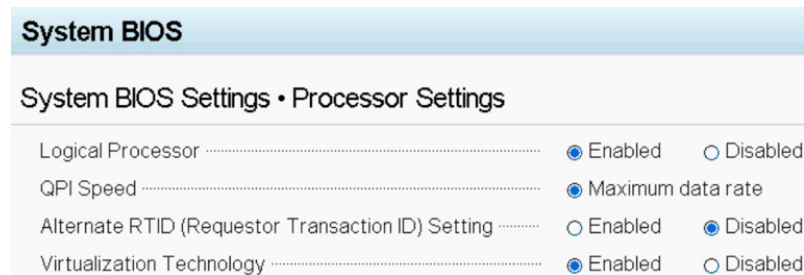 System BIOS
System BIOS Settings • Processor Settings
Logical Processor Enabled Disabled
QPI Speed Maximum data rate
Alternate RTID (Requestor Transaction ID) Setting Enabled Disabled
Virtualization Technology Enabled Disabled